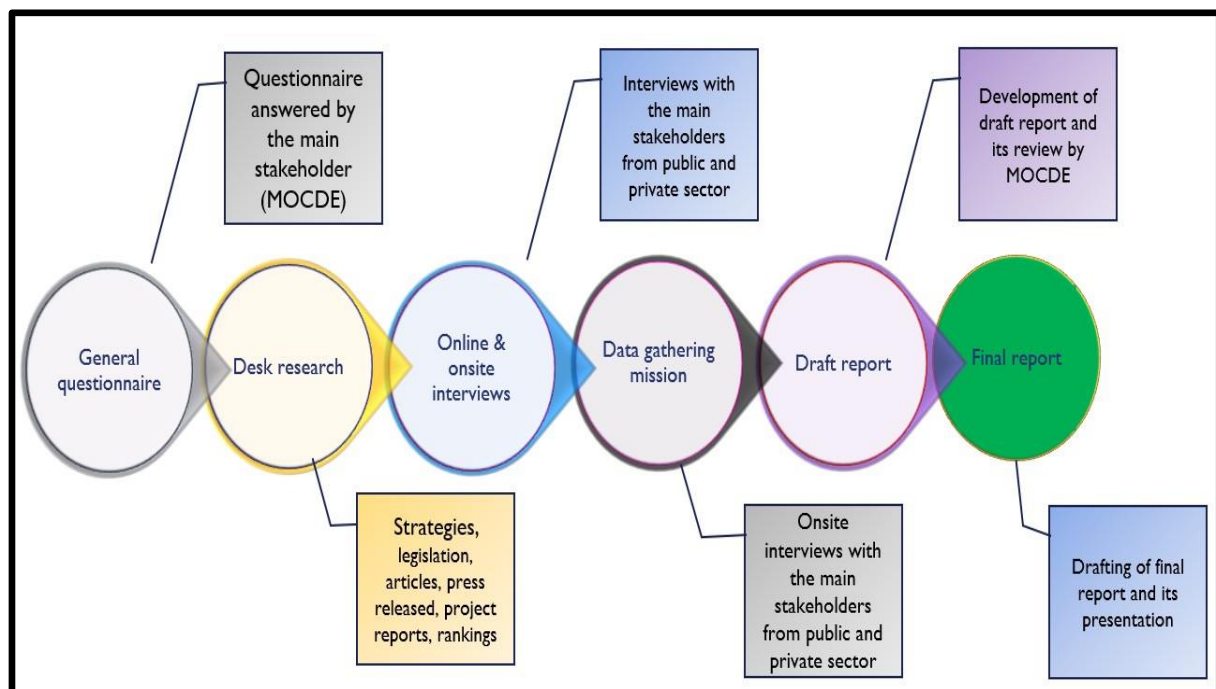 Questionnaire
answered by
the main
stakeholder
(MOCDE)
Interviews with
the main
stakeholders
from public and
private sector
Development of
draft report and
its review by
MOCDE
General
questionnaire
Desk research
Online &
onsite
interviews
Data gathering
mission
Draft report
Final report
Strategies,
legislation,
articles, press
released, project
reports, rankings
Onsite
interviews with
the main
stakeholders
from public and
private sector
Drafting of final
report and its
presentation